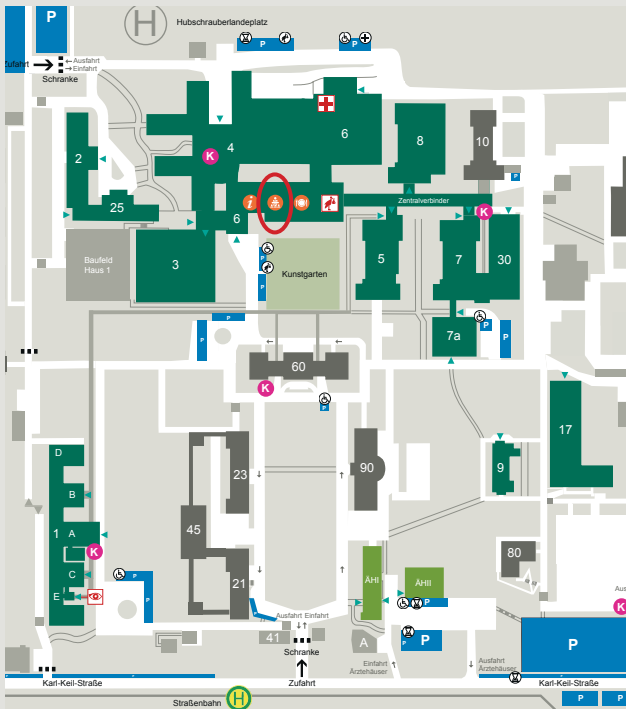 P
H
Hubschrauberlandeplatz
P
P
Zufahrt
Ausfahrt
Einfahrt
Schranke
2
4
6
8
10
K
25
6
i
Zentralverbinder
K
Baufeld
Haus 1
3
Kunstgarten
5
7
30
P
P
P
P
P
P
P
7a
P
60
K
P
17
D
B
1
A
K
C
E
23
45
21
90
9
80
P
P
ÄHI
ÄHII
P
P
P
P
K
Ausfahrt Einfahrt
41
Schranke
Zufahrt
A
Einfahrt
Ärztehäuser
Ausfahrt
Ärztehäuser
P
Karl-Keil-Straße
Karl-Keil-Straße
Straßenbahn
H
P
P